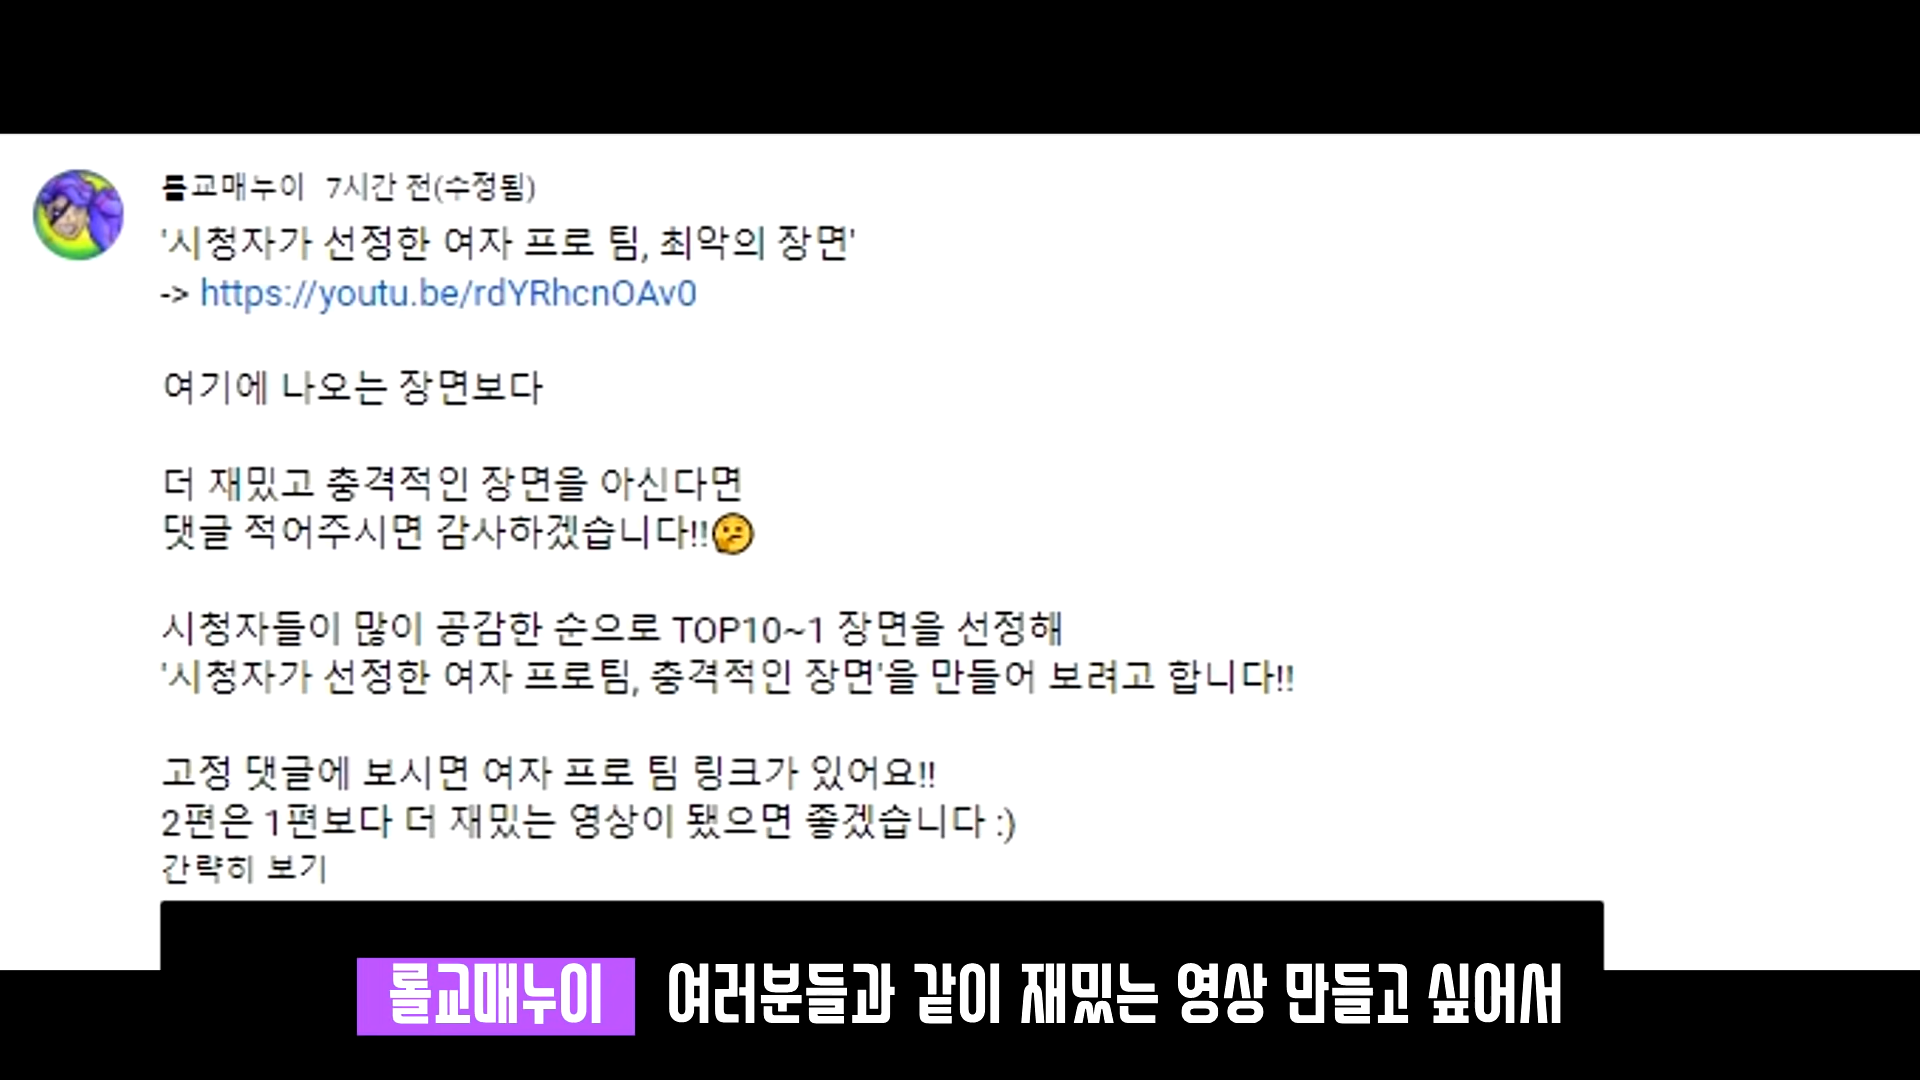 롤교매누이 7시간 전(수정됨)
'시청자가 선정한 여자 프로 팀, 최악의 장면'
-> https://youtu.be/rdYRhcnOAv0
여기에 나오는 장면보다
더 재밌고 충격적인 장면을 아신다면
댓글 적어주시면 감사하겠습니다!!🤔
시청자들이 많이 공감한 순으로 TOP10~1 장면을 선정해
'시청자가 선정한 여자 프로팀, 충격적인 장면'을 만들어 보려고 합니다!!
고정 댓글에 보시면 여자 프로 팀 링크가 있어요!!
2편은 1편보다 더 재밌는 영상이 됐으면 좋겠습니다 :)
간략히 보기
롤교매누이 여러분들과 같이 재밌는 영상 만들고 싶어서